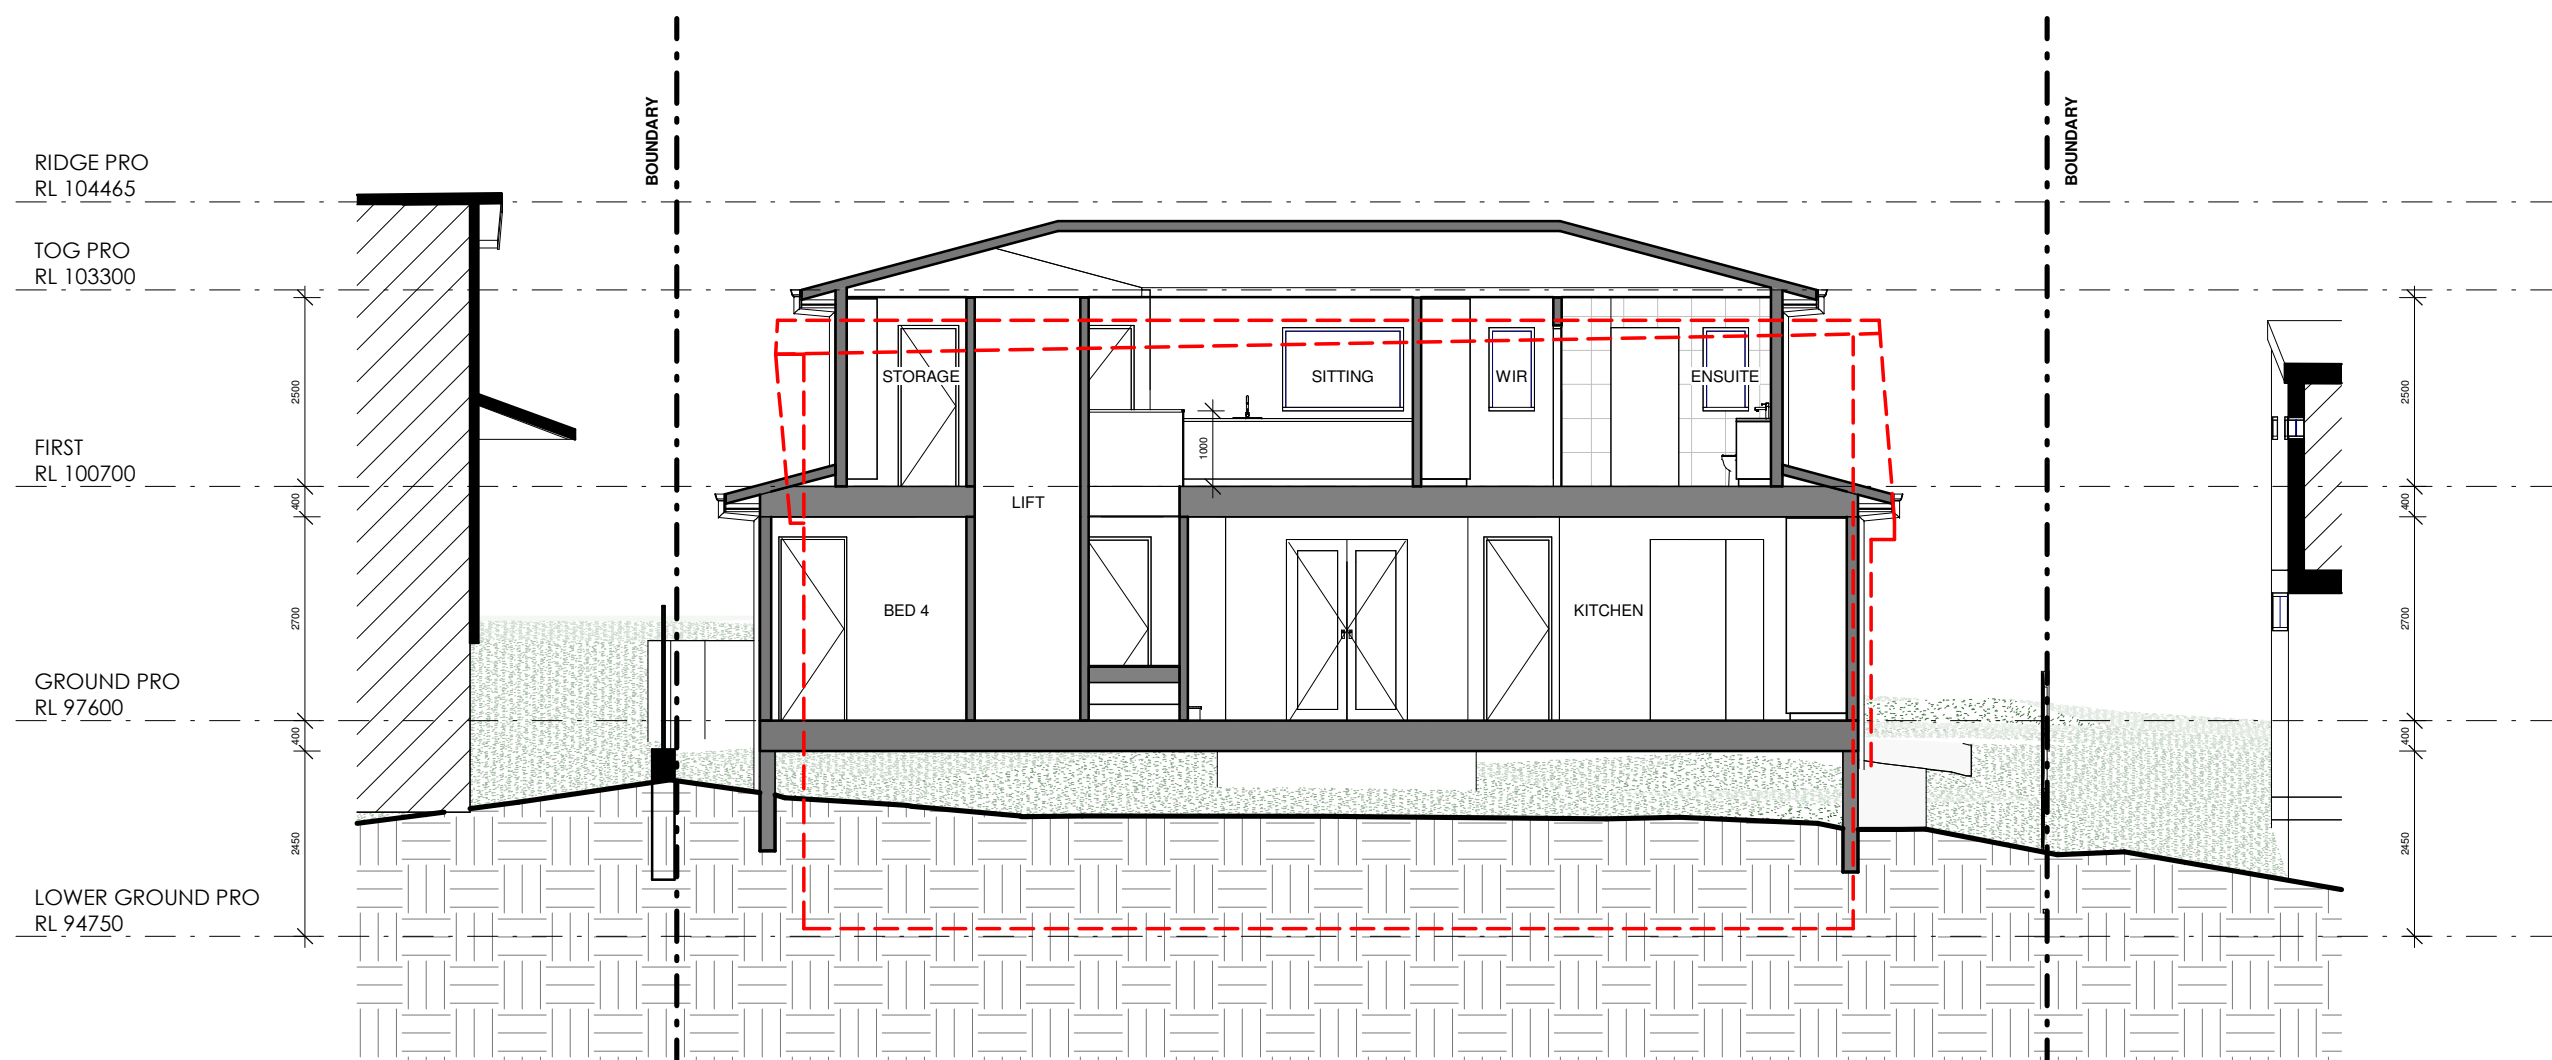 BOUNDARY
BOUNDARY
RIDGE PRO
RL 104465
TOG PRO
RL 103300
2500
2500
STORAGE
SITTING
WIR
ENSUITE
FIRST
RL 100700
1000
400
LIFT
400
2700
BED 4
KITCHEN
2700
GROUND PRO
RL 97600
400
400
2450
2450
LOWER GROUND PRO
RL 94750